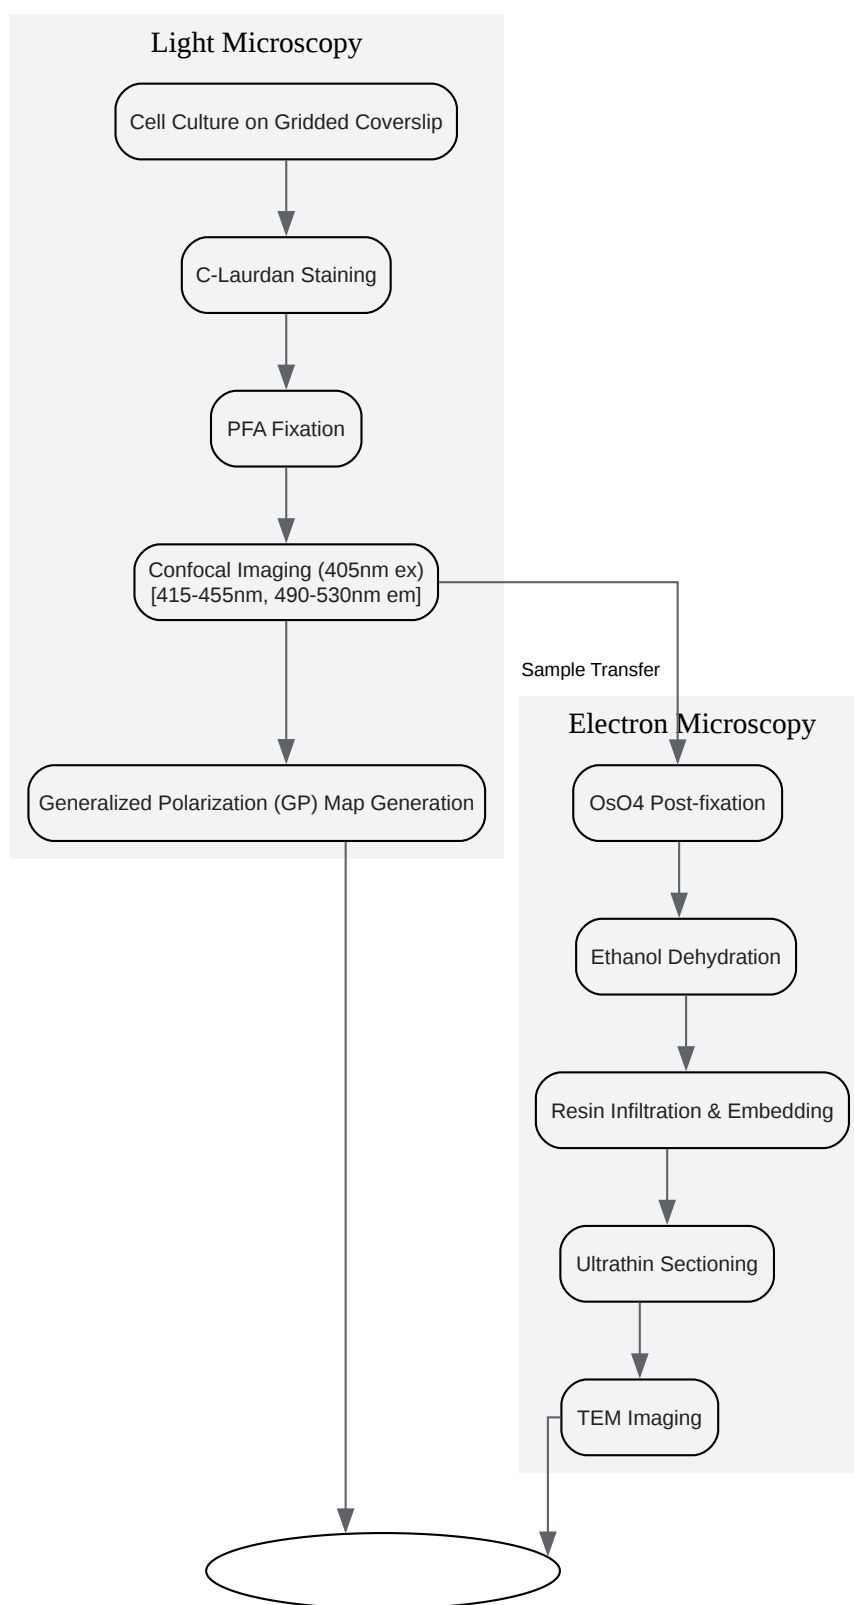 Light Microscopy
Cell Culture on Gridded Coverslip
C-Laurdan Staining
PFA Fixation
Confocal Imaging (405nm ex)
[415-455nm, 490-530nm em]
Sample Transfer
Generalized Polarization (GP) Map Generation
Electron Microscopy
OsO4 Post-fixation
Ethanol Dehydration
Resin Infiltration & Embedding
Ultrathin Sectioning
TEM Imaging